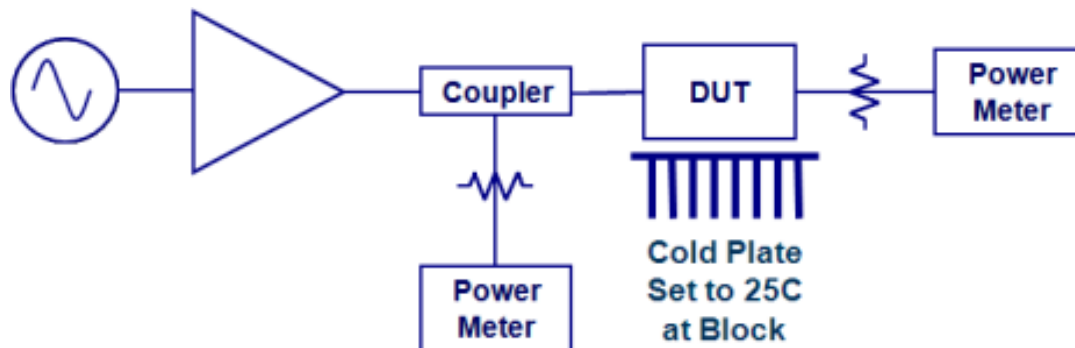 Coupler
DUT
Power
Meter
Power
Meter
Cold Plate
Set to 25C
at Block